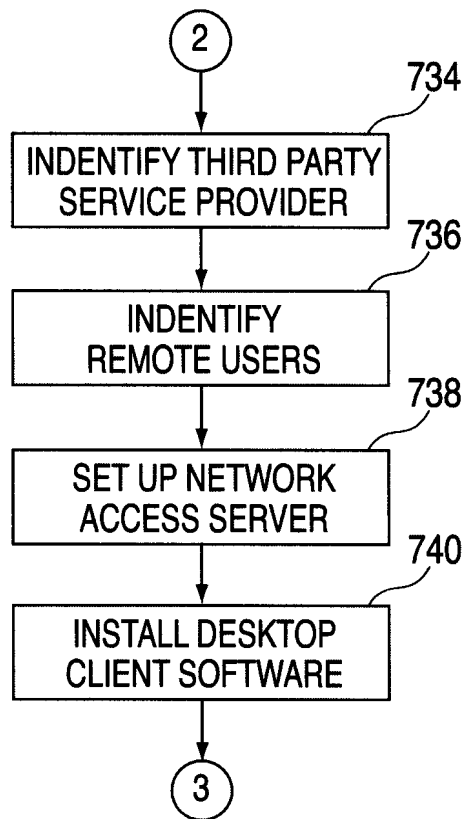 2
734
INDENTIFY THIRD PARTY
SERVICE PROVIDER
736
INDENTIFY
REMOTE USERS
738
SET UP NETWORK
ACCESS SERVER
740
INSTALL DESKTOP
CLIENT SOFTWARE
3